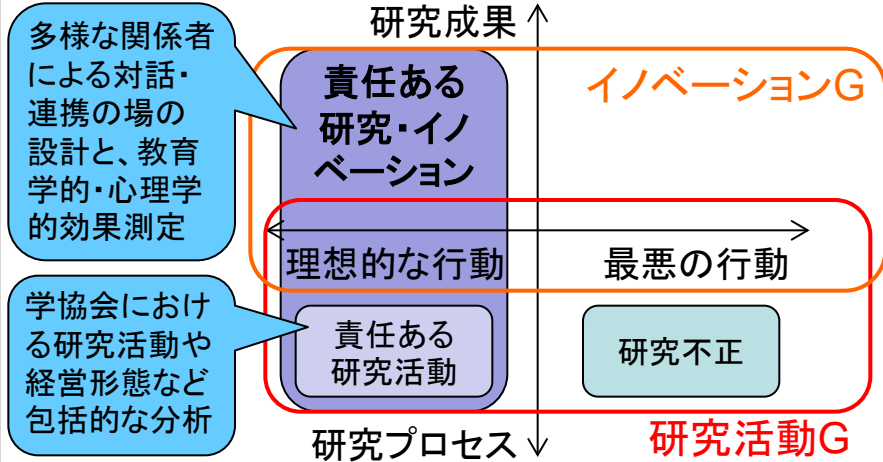 研究成果
多様な関係者
による対話・
連携の場の
設計と、教育
学的・心理学
的効果測定
責任ある
研究・イノ
ベーション
イノベーションG
理想的な行動
最悪の行動
学協会におけ
る研究活動や
経営形態など
包括的な分析
責任ある
研究活動
研究不正
研究プロセス
研究活動G